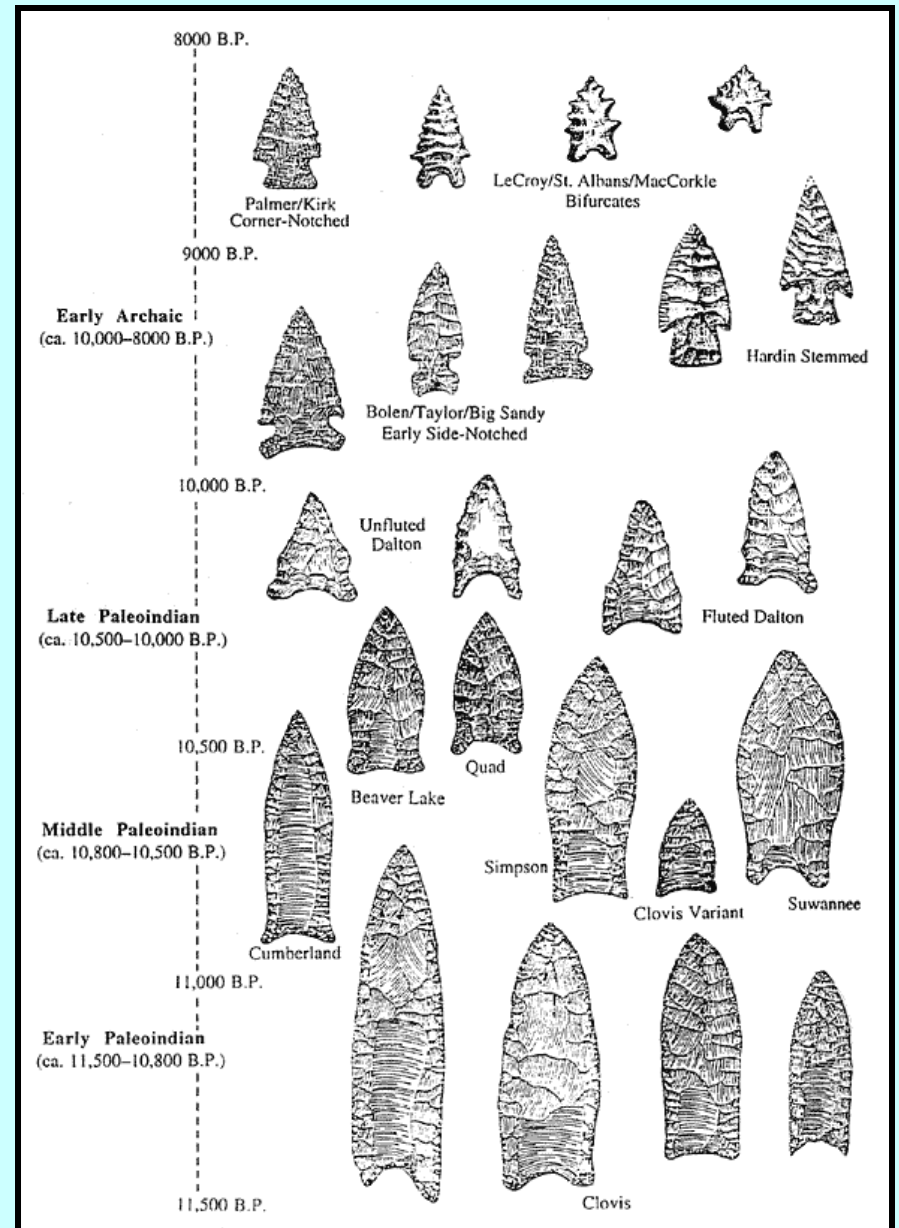 8000 B.P.
Palmer/Kirk
Corner-Notched
LeCroy/St. Albans/MacCorkle
Bifurcates
9000 B.P.
Early Archaic
(ca. 10,000–8000 B.P.)
Hardin Stemmed
Bolen/Taylor/Big Sandy
Early Side-Notched
10,000 B.P.
Unfluted
Dalton
Late Paleoindian
(ca. 10,500–10,000 B.P.)
Fluted Dalton
10,500 B.P.
Quad
Beaver Lake
Middle Paleoindian
(ca. 10,800–10,500 B.P.)
Simpson
Clovis Variant
Suwannee
Cumberland
11,000 B.P.
Early Paleoindian
(ca. 11,500–10,800 B.P.)
11,500 B.P.
Clovis